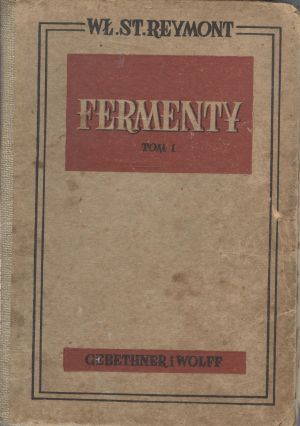 WŁ. ST. REYMONT
FERMENTY
TOM I
GEBETHNER i WOLFF